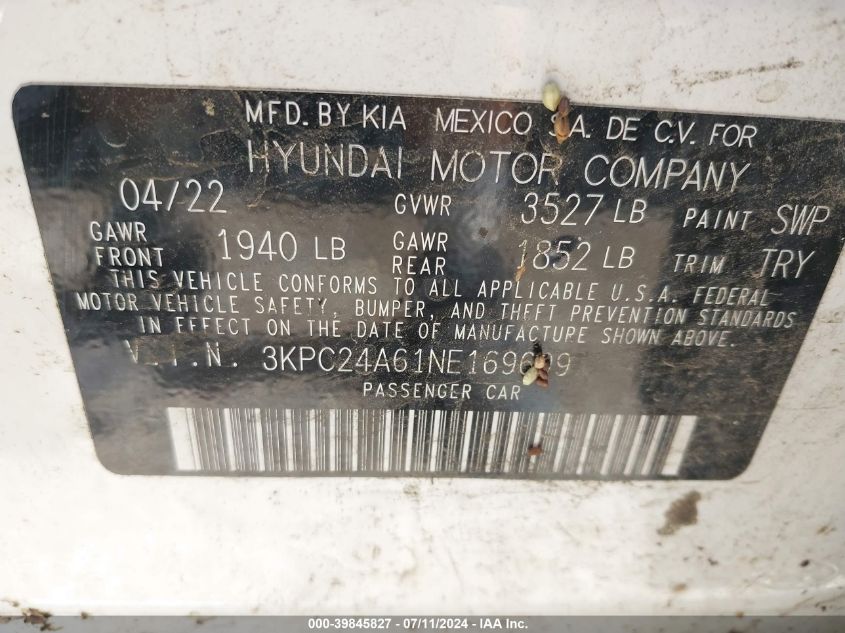 MFD. BY KIA MEXICO S.A. DE C.V. FOR
HYUNDAI MOTOR COMPANY
04/22 GVWR 3527 LB PAINT SWP
GAWR FRONT 1940 LB GAWR REAR 1852 LB TRIM TRY
THIS VEHICLE CONFORMS TO ALL APPLICABLE U.S.A. FEDERAL
MOTOR VEHICLE SAFETY, BUMPER, AND THEFT PREVENTION STANDARDS
IN EFFECT ON THE DATE OF MANUFACTURE SHOWN ABOVE.
V.I.N.
PASSENGER CAR
000-39845827 - 07/11/2024 - IAA Inc.